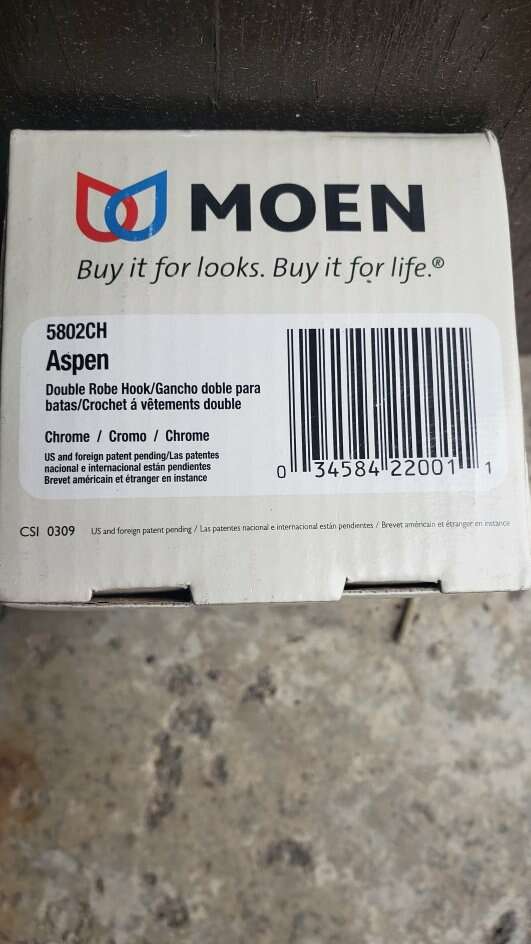 MOEN
Buy it for looks. Buy it for life.®
5802CH
Aspen
Double Robe Hook/Gancho doble para
batas/Crochet á vêtements double
Chrome / Cromo / Chrome
US and foreign patent pending/Las patentes
nacional e internacional están pendientes
Brevet américain et étranger en instance
0 34584 22001 1
CSI 0309 US and foreign patent pending / Las patentes nacional e internacional están pendientes / Brevet américain et étranger en instance